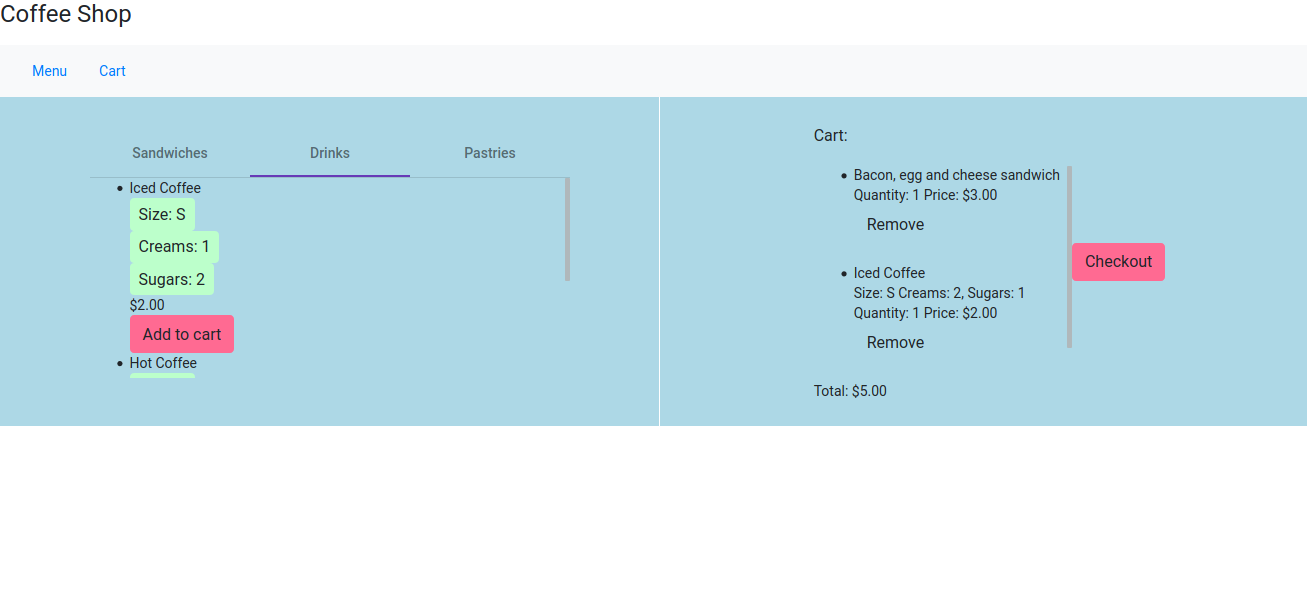 Coffee Shop
Menu Cart
Sandwiches Drinks Pastries
Iced Coffee
Size: S
Creams: 1
Sugars: 2
$2.00
Add to cart
Hot Coffee
Cart:
Bacon, egg and cheese sandwich
Quantity: 1 Price: $3.00
Remove
Iced Coffee
Size: S Creams: 2, Sugars: 1
Quantity: 1 Price: $2.00
Remove
Checkout
Total: $5.00